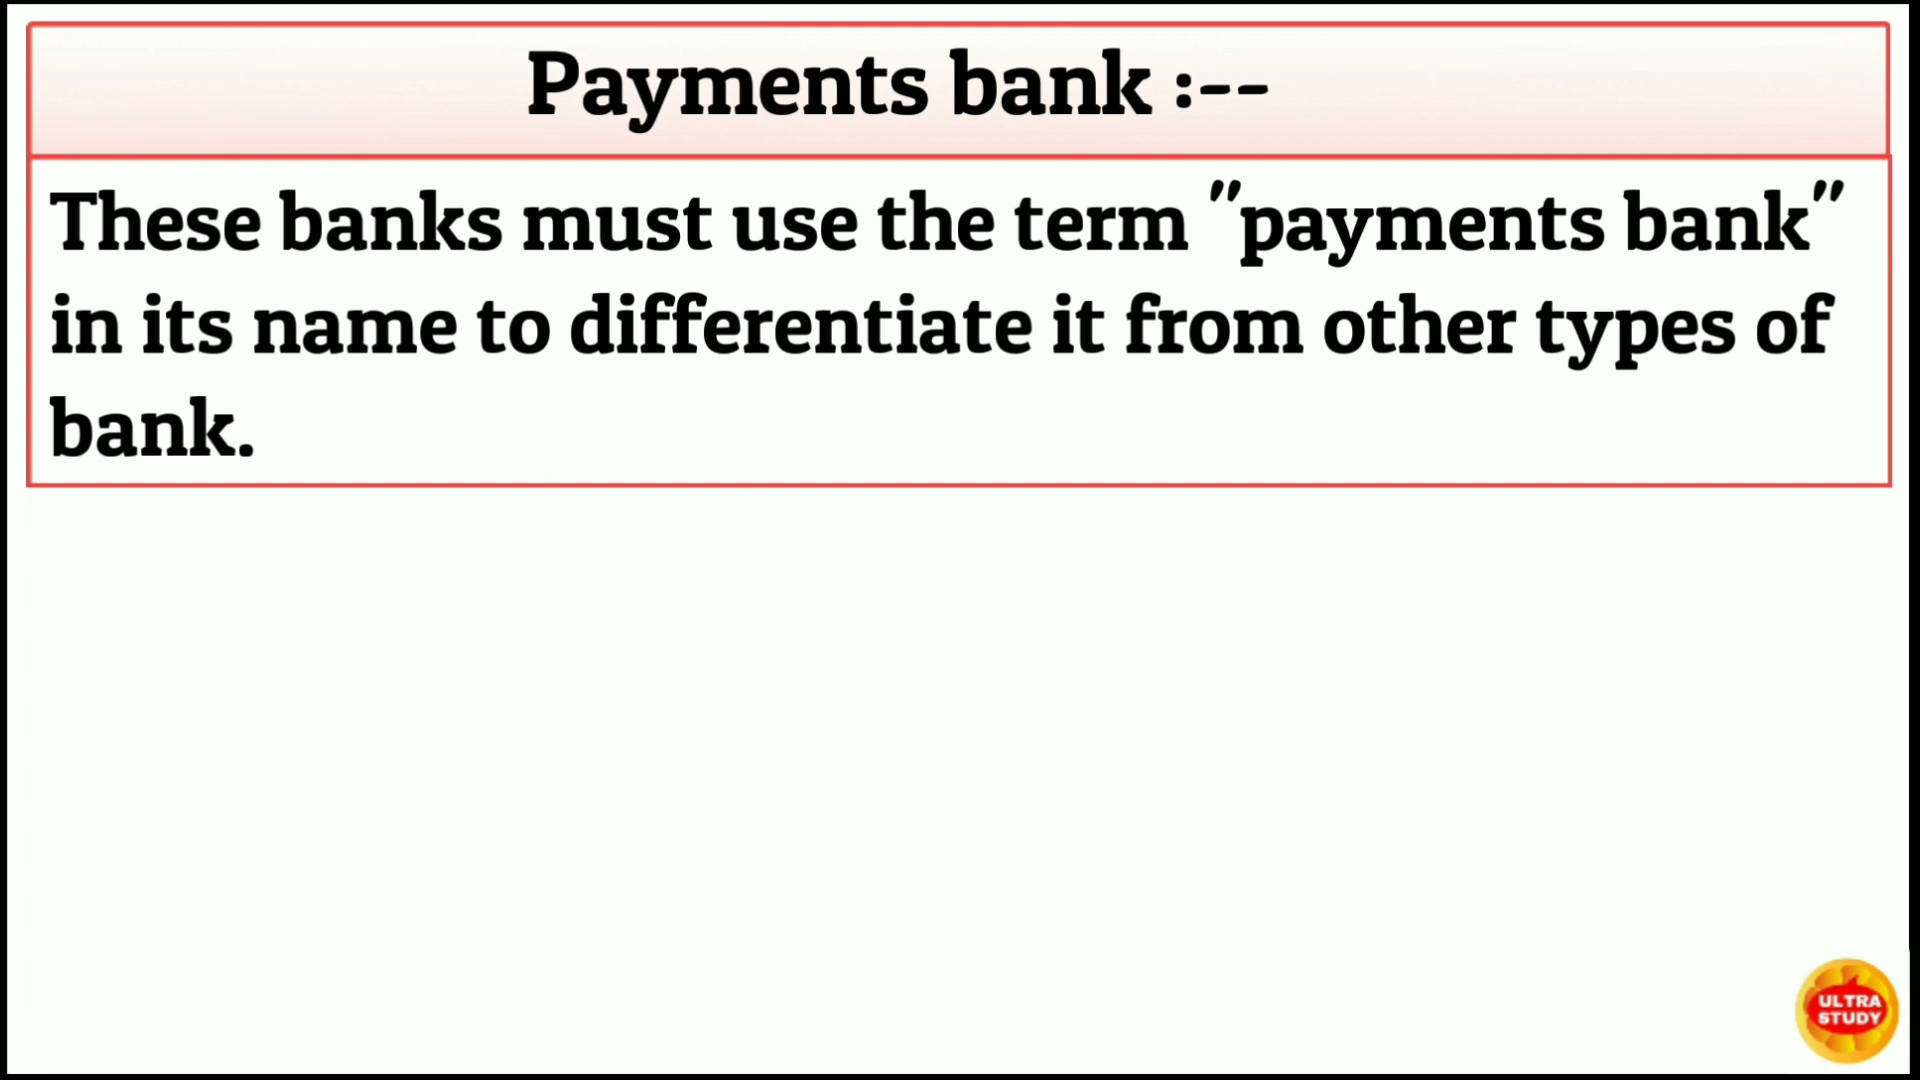 Payments bank :--
These banks must use the term "payments bank"
in its name to differentiate it from other types of
bank.
ULTRA
STUDY